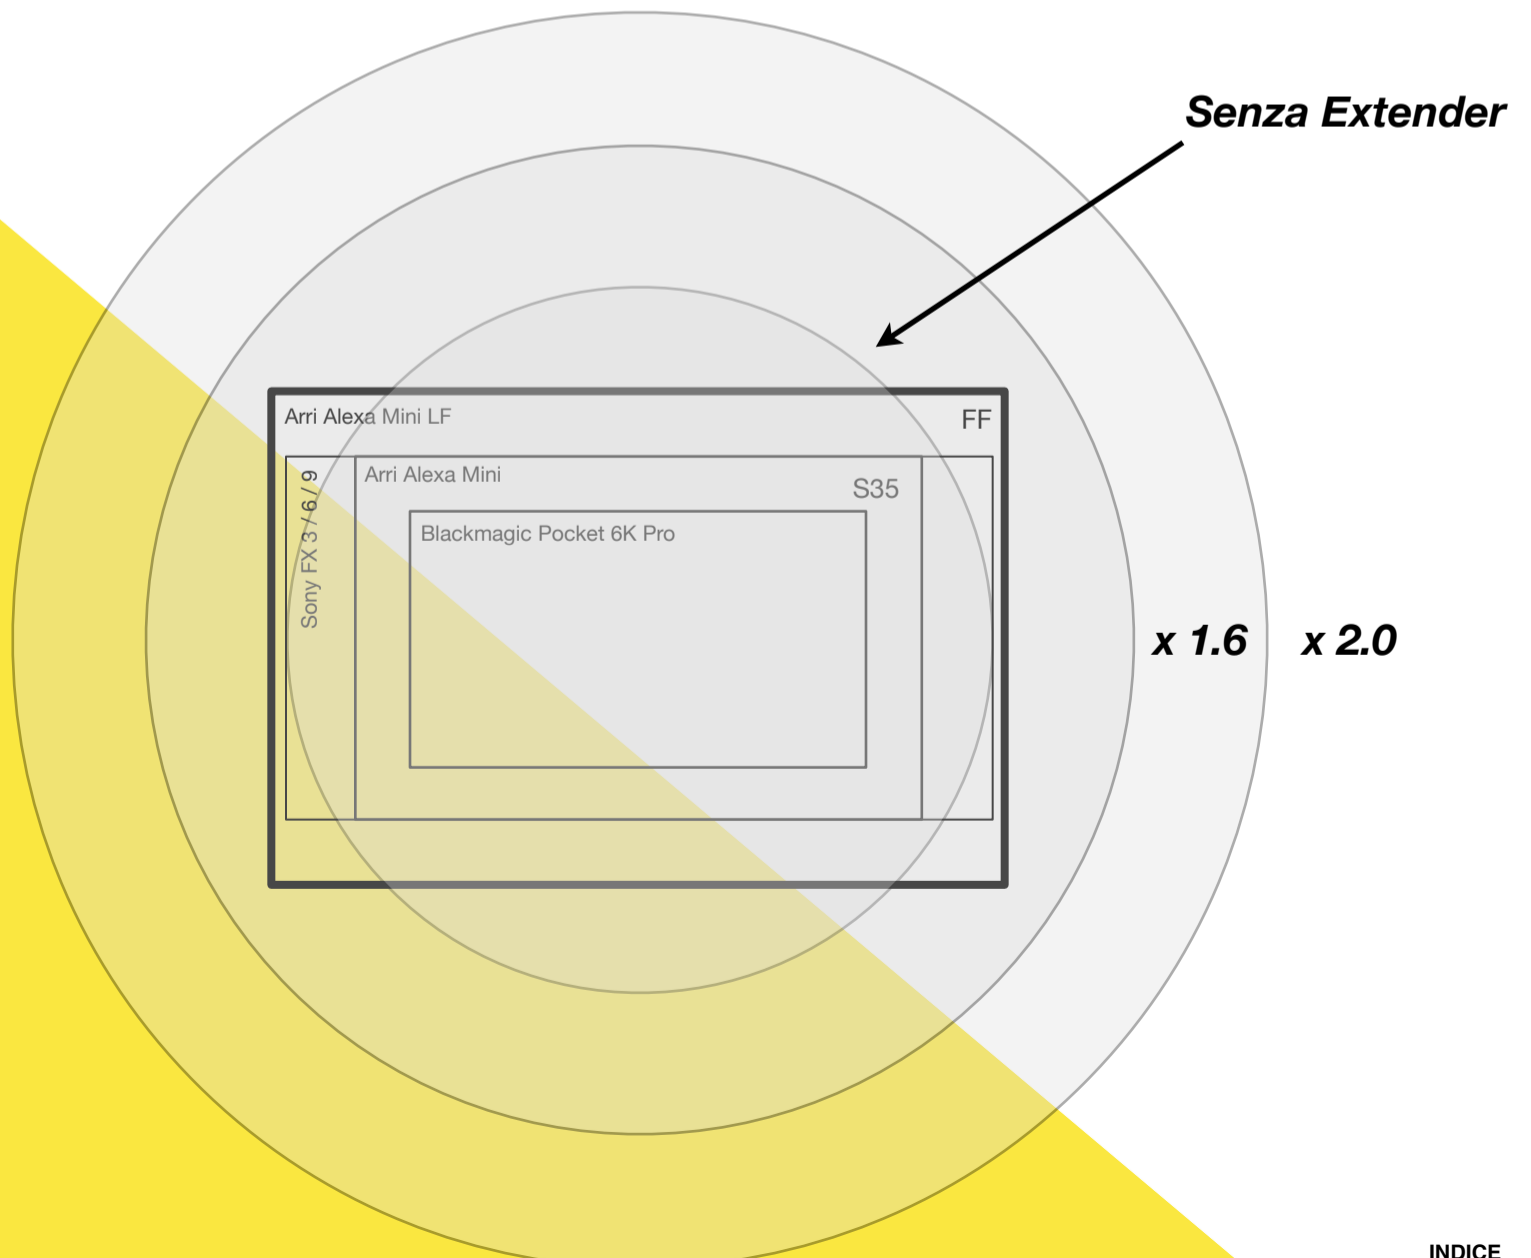 Senza Extender
Arri Alexa Mini LF
FF
Sony FX 3 / 6 / 9
Arri Alexa Mini
S35
Blackmagic Pocket 6K Pro
x 1.6
x 2.0
INDICE